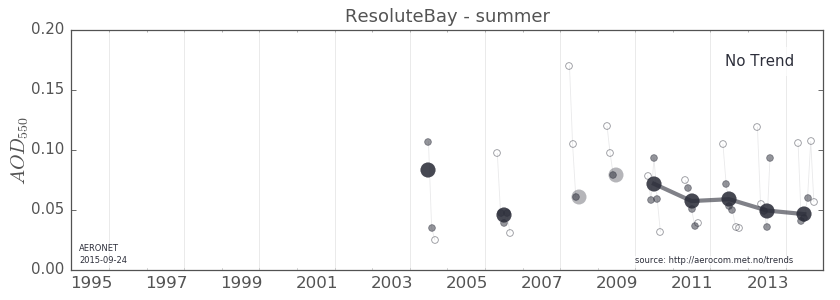 ResoluteBay - summer
0.20
0.15
0.10
0.05
0.00
AOD550
No Trend
AERONET
2015-09-24
source: http://aerocom.met.no/trends
1995 1997 1999 2001 2003 2005 2007 2009 2011 2013